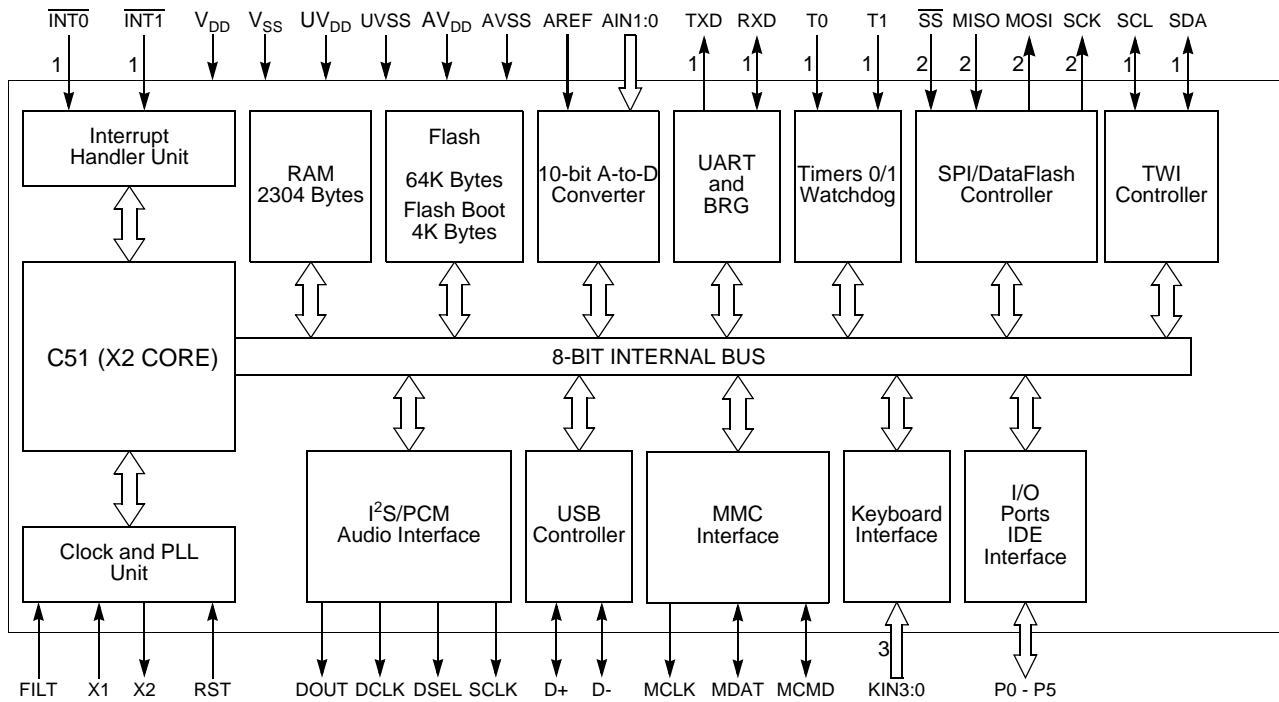 INT0 INT1 VDD VSS UVDD UVSS AVDD AVSS AREF AIN1:0 TXD RXD T0 T1 SS MISO MOSI SCK SCL SDA
1 1 1 1 1 1 2 2 2 2 1 1
Interrupt
Handler Unit
RAM
2304 Bytes
Flash
64K Bytes
Flash Boot
4K Bytes
10-bit A-to-D
Converter
UART
and
BRG
Timers 0/1
Watchdog
SPI/DataFlash
Controller
TWI
Controller
C51 (X2 CORE)
8-BIT INTERNAL BUS
Clock and PLL
Unit
I2S/PCM
Audio Interface
USB
Controller
MMC
Interface
Keyboard
Interface
I/O
Ports
IDE
Interface
3
FILT X1 X2 RST DOUT DCLK DSEL SCLK D+ D- MCLK MDAT MCMD KIN3:0 P0 - P5